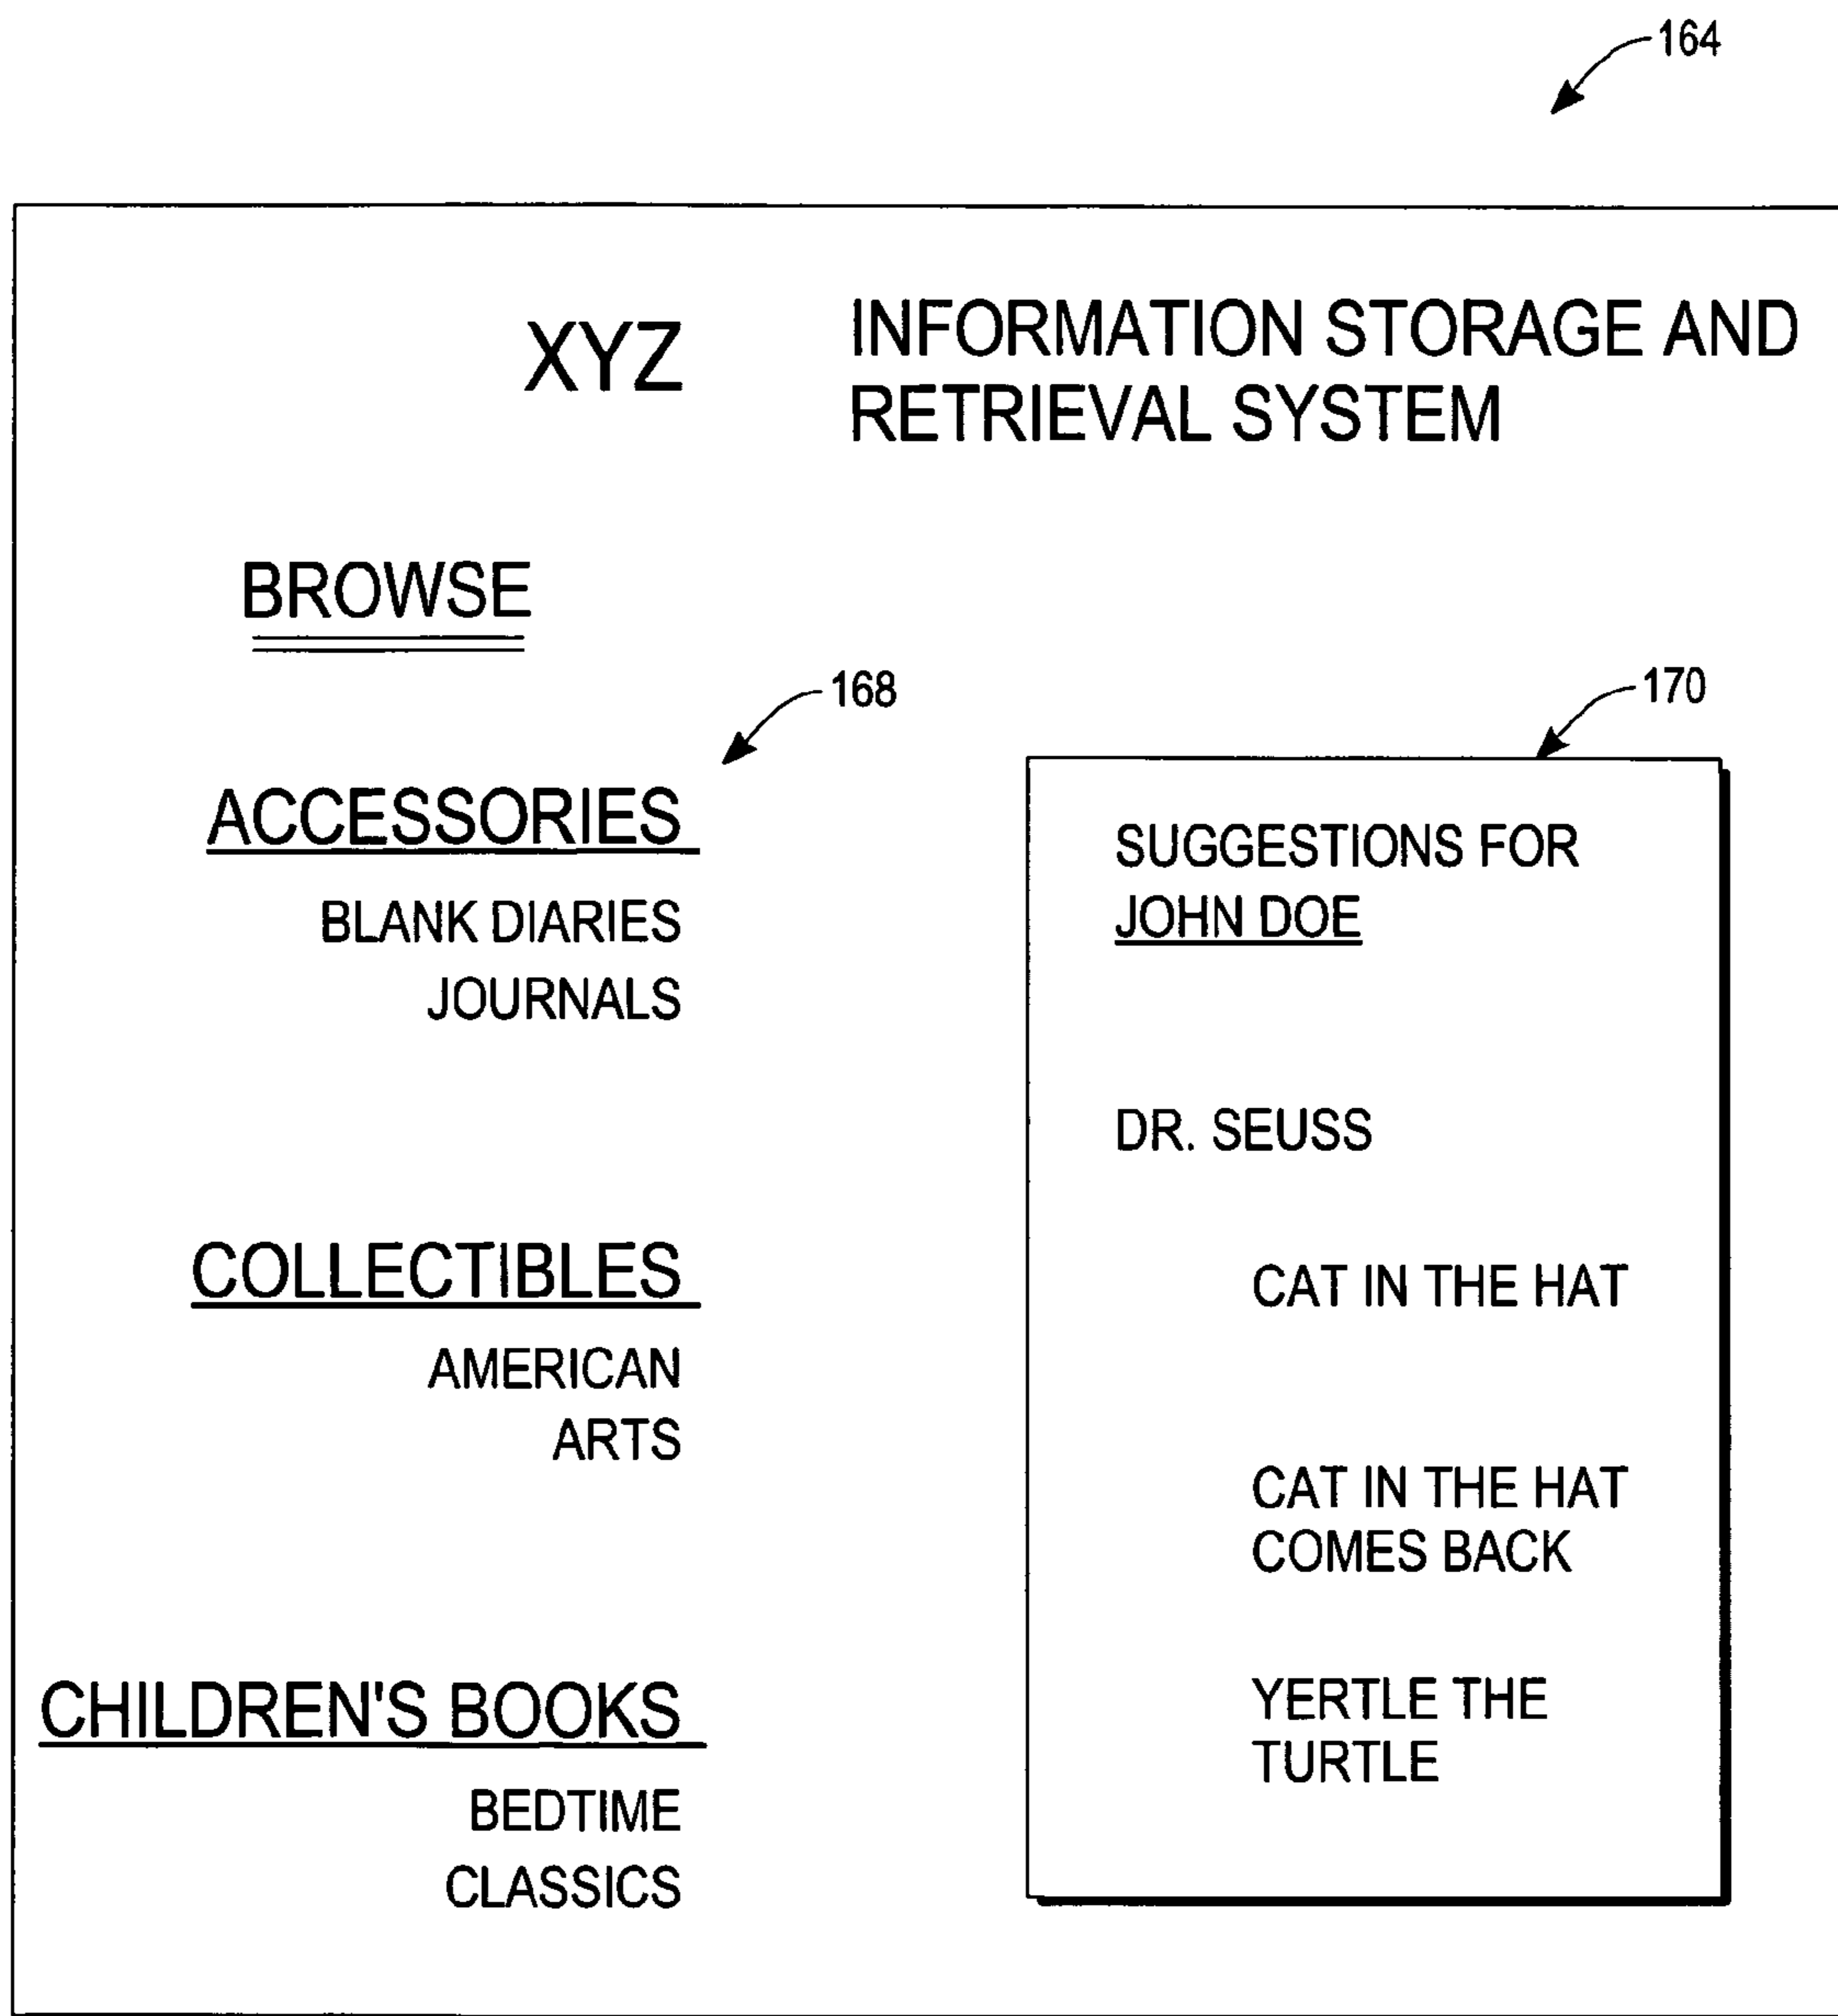 164
XYZ
INFORMATION STORAGE AND
RETRIEVAL SYSTEM
BROWSE
168
ACCESSORIES
BLANK DIARIES
JOURNALS
COLLECTIBLES
AMERICAN
ARTS
CHILDREN'S BOOKS
BEDTIME
CLASSICS
170
SUGGESTIONS FOR
JOHN DOE
DR. SEUSS
CAT IN THE HAT
CAT IN THE HAT
COMES BACK
YERTLE THE
TURTLE